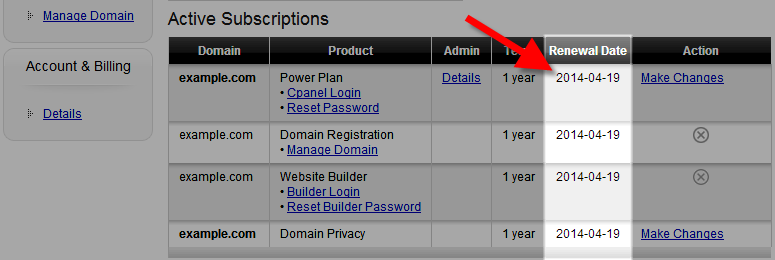 Manage Domain
Account & Billing
Details
Active Subscriptions
Domain Product Admin Renewal Date Action
example.com Power Plan Details 1 year 2014-04-19 Make Changes
• Cpanel Login
• Reset Password
example.com Domain Registration 1 year 2014-04-19
• Manage Domain
example.com Website Builder 1 year 2014-04-19
• Builder Login
• Reset Builder Password
example.com Domain Privacy 1 year 2014-04-19 Make Changes